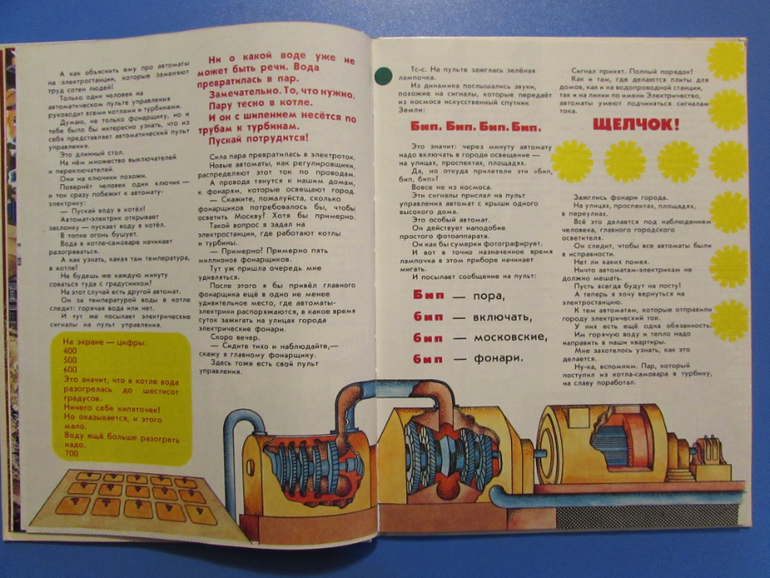 А как объяснить ему про автоматы
на электростанции, которые заменяют
труд сотен людей!
Только один человек на
автоматическом пульте управления
руководит всеми котлами и турбинами.
Думаю, не только фонарщику, но и
тебе было бы интересно узнать, что из
себя представляет автоматический пульт
управления.
Это длинный стол.
На нём множество выключателей
и переключателей.
Они на ключики похожи.
Повернёт человек один ключик —
и ток сразу побежит к автомату-
электрику:
— Пускай воду в котёл!
Автомат-электрик открывает
заслонку — пускает воду в котёл.
В топке огонь бушует.
Вода в котле-самоваре начинает
разогреваться.
А как узнать, какая там температура,
в котле?
Не будешь же каждую минуту
соваться туда с градусником!
На этот случай есть другой автомат.
Он за температурой воды в котле
следит: горячая вода или нет.
И тут же посылает электрические
сигналы на пульт управления.
На экране — цифры:
400
500
600
Это значит, что в котле вода
разогрелась до шестисот
градусов.
Ничего себе кипяточек!
Но оказывается, и этого
мало.
Воду ещё больше разогреть
надо.
700
Ни о какой воде уже не
может быть речи. Вода
превратилась в пар.
Замечательно. То, что нужно.
Пару тесно в котле.
И он с шипением несётся по
трубам к турбинам.
Пускай потрудится!
Сила пара превратилась в электроток.
Новые автоматы, как регулировщики,
распределяют этот ток по проводам.
А провода тянутся к нашим домам,
к фонарям, которые освещают город.
— Скажите, пожалуйста, сколько
фонарщиков потребовалось бы, чтобы
осветить Москву? Хотя бы примерно.
Такой вопрос я задал на
электростанции, где работают котлы
и турбины.
— Примерно? Примерно пять
миллионов фонарщиков.
Тут уж пришла очередь мне
удивляться.
После этого я бы привёл главного
фонарщика ещё в одно не менее
удивительное место, где автоматы-
электрики распоряжаются, в какое время
суток зажигать на улицах города
электрические фонари.
Скоро вечер.
— Сидите тихо и наблюдайте,—
скажу я главному фонарщику.
Здесь тоже есть свой пульт
управления.
Тс-с. На пульте зажглась зелёная
лампочка.
Из динамика послышались звуки,
похожие на сигналы, которые передаёт
из космоса искусственный спутник
Земли:
Бип. Бип. Бип. Бип.
Это значит: через минуту автомату
надо включить в городе освещение —
на улицах, проспектах, площадях.
Да, но откуда прилетели эти «бип,
бип, бип»?
Вовсе не из космоса.
Эти сигналы прислал на пульт
управления автомат с крыши одного
высокого дома.
Это особый автомат.
Он действует наподобие
простого фотоаппарата.
Он как бы сумерки фотографирует.
И вот в точно назначенное время
лампочка в этом приборе начинает
мигать.
И посылает сообщение на пульт:
Бип — пора,
бип — включать,
бип — московские,
бип — фонари.
Сигнал принят. Полный порядок!
Как и там, где делаются плиты для
домов, как и на водопроводной станции,
так и на линии по имени Электричество,
автоматы умеют подчиняться сигналам
тока.
ЩЕЛЧОК!
Зажглись фонари города.
На улицах, проспектах, площадях,
в переулках.
Всё это делается под наблюдением
человека, главного городского
осветителя.
Он следит, чтобы все автоматы были
в исправности.
Нет ли каких помех.
Ничто автоматам-электрикам не
должно мешать.
Пусть всегда будут на посту!
А теперь я хочу вернуться на
электростанцию.
К тем автоматам, которые отправили
городу электрический ток.
У них есть ещё одна обязанность.
Им горячую воду и тепло надо
направить в наши квартиры.
Мне захотелось узнать, как это
делается.
Ну-ка, вспомним. Пар, который
поступил из котла-самовара в турбину,
на славу поработал.